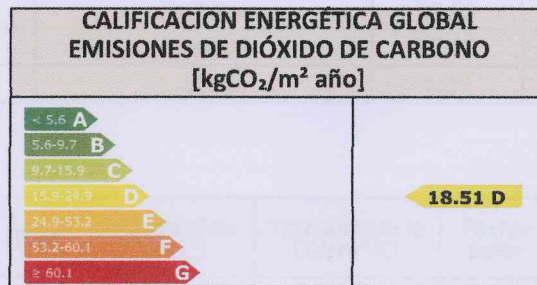 CALIFICACION ENERGÉTICA GLOBAL
EMISIONES DE DIÓXIDO DE CARBONO
[kgCO₂/m² año]
< 5.6 A
5.6-9.7 B
9.7-15.9 C
15.9-24.9 D
24.9-53.2 E
53.2-60.1 F
≥ 60.1 G
18.51 D